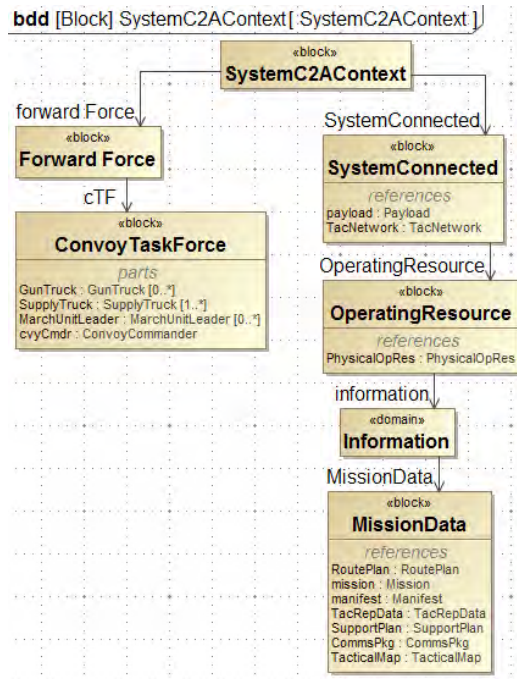 bdd [Block] SystemC2AContext[ SystemC2AContext ]
«block»
SystemC2AContext
forward Force
«block»
Forward Force
cTF
«block»
ConvoyTaskForce
parts
GunTruck : GunTruck [0..*]
SupplyTruck : SupplyTruck [1..*]
MarchUnitLeader : MarchUnitLeader [0..*]
cvyCmdr : ConvoyCommander
SystemConnected
«block»
SystemConnected
references
payload : Payload
TacNetwork : TacNetwork
OperatingResource
«block»
OperatingResource
references
PhysicalOpRes : PhysicalOpRes
information
«domain»
Information
MissionData
«block»
MissionData
references
RoutePlan : RoutePlan
mission : Mission
manifest : Manifest
TacRepData : TacRepData
SupportPlan : SupportPlan
CommsPkg : CommsPkg
TacticalMap : TacticalMap